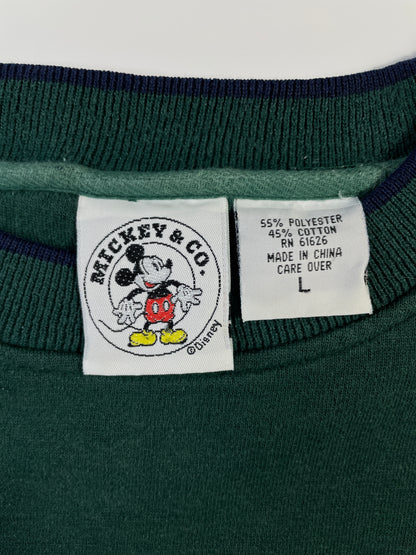 MICKEY & CO.
©Disney
55% POLYESTER
45% COTTON
RN 61626
MADE IN CHINA
CARE OVER
L